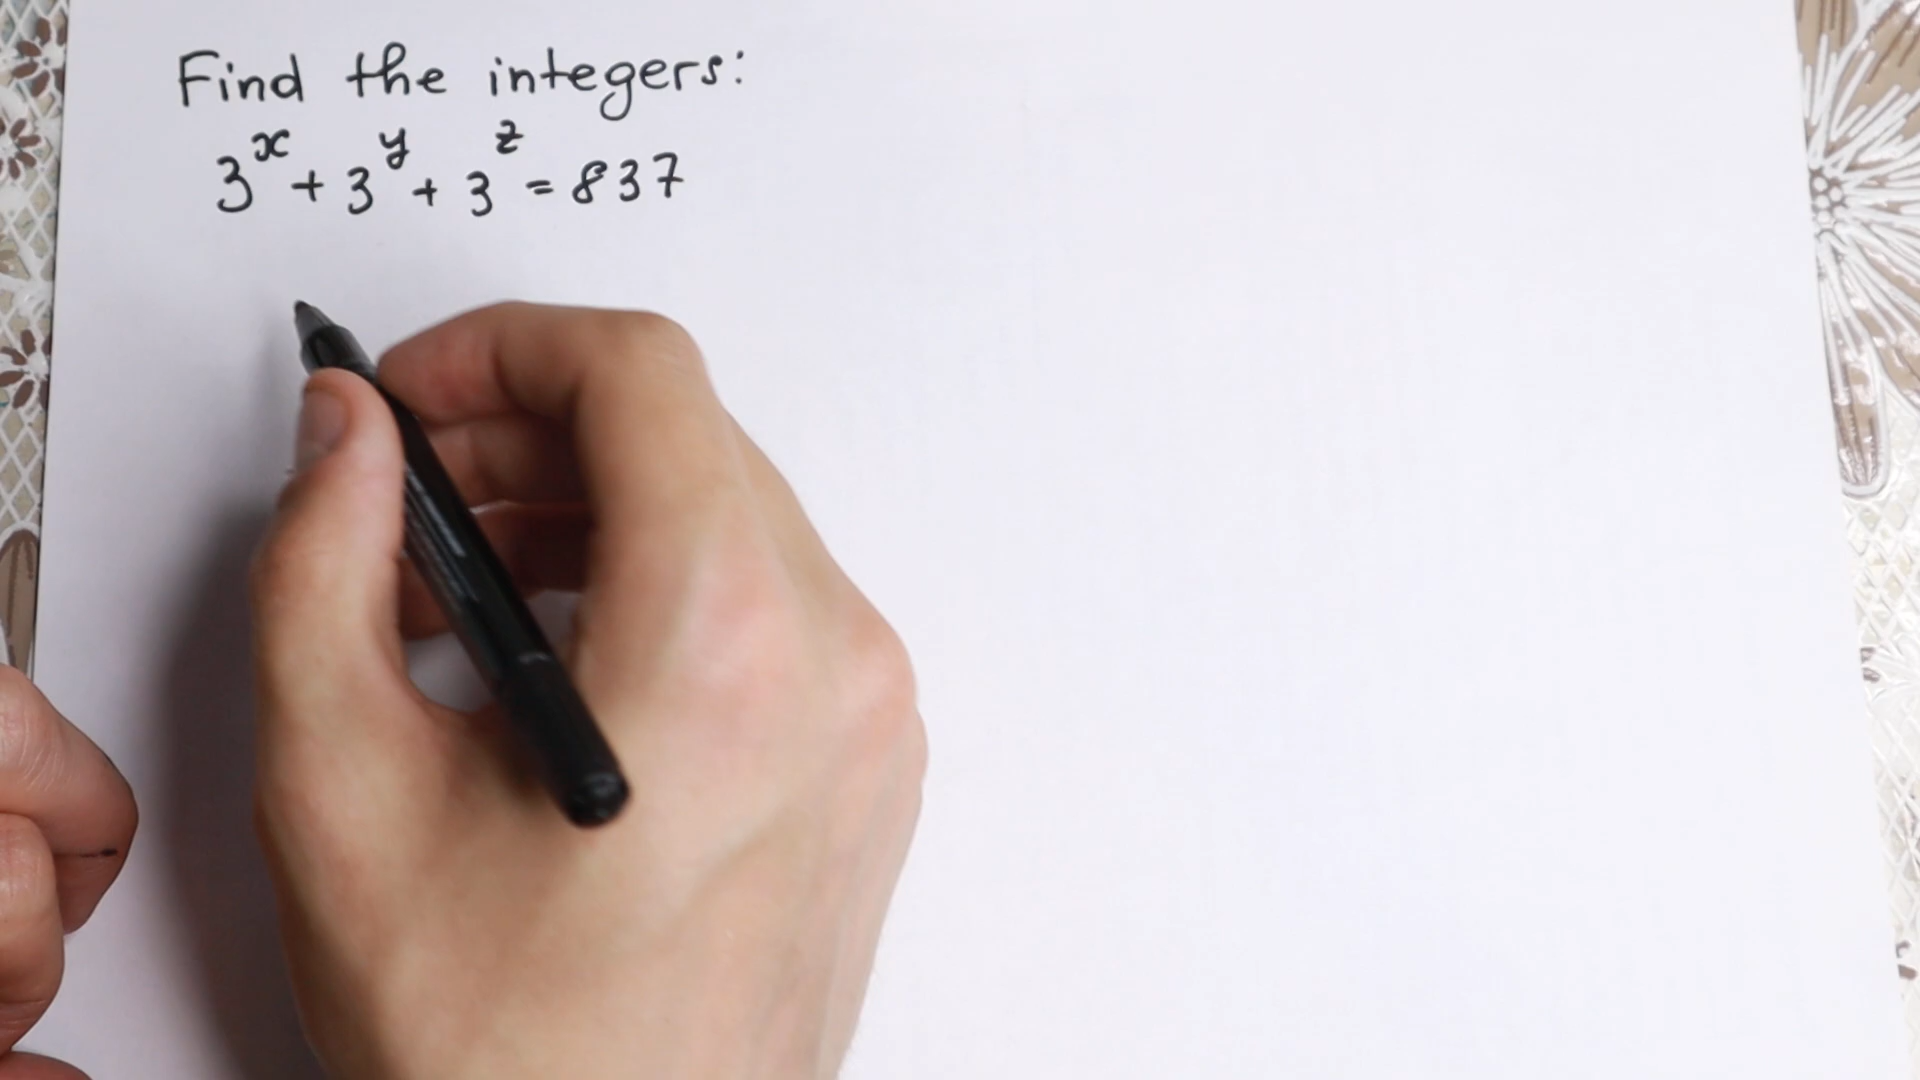 Find the integers:
3^x + 3^y + 3^z = 837